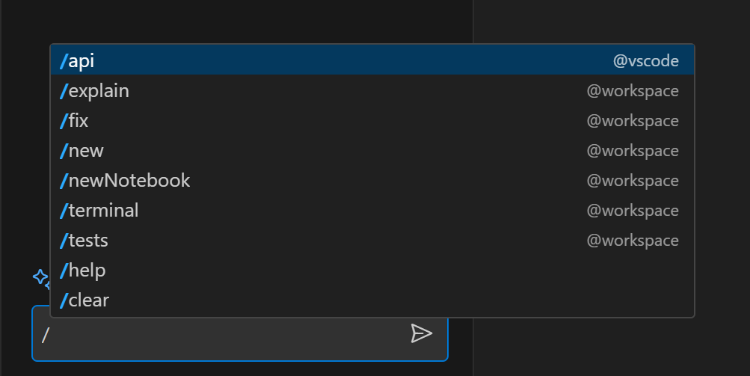 /api @vscode
/explain @workspace
/fix @workspace
/new @workspace
/newNotebook @workspace
/terminal @workspace
/tests @workspace
/help
/clear
/